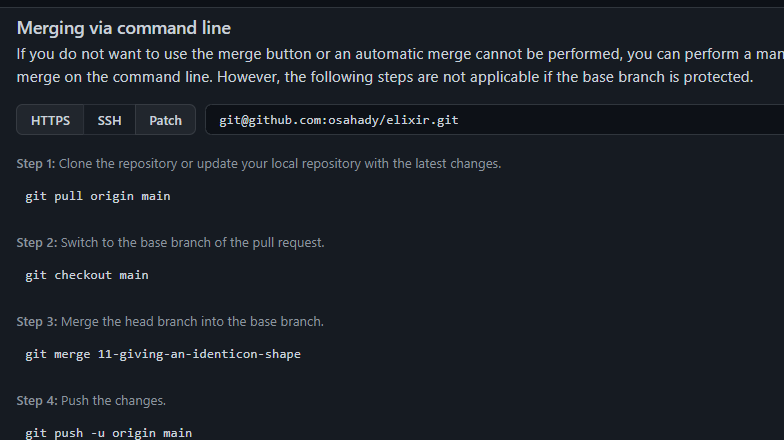 Merging via command line
If you do not want to use the merge button or an automatic merge cannot be performed, you can perform a man
merge on the command line. However, the following steps are not applicable if the base branch is protected.
HTTPS SSH Patch git@github.com:osahady/elixir.git
Step 1: Clone the repository or update your local repository with the latest changes.
git pull origin main
Step 2: Switch to the base branch of the pull request.
git checkout main
Step 3: Merge the head branch into the base branch.
git merge 11-giving-an-identicon-shape
Step 4: Push the changes.
git push -u origin main